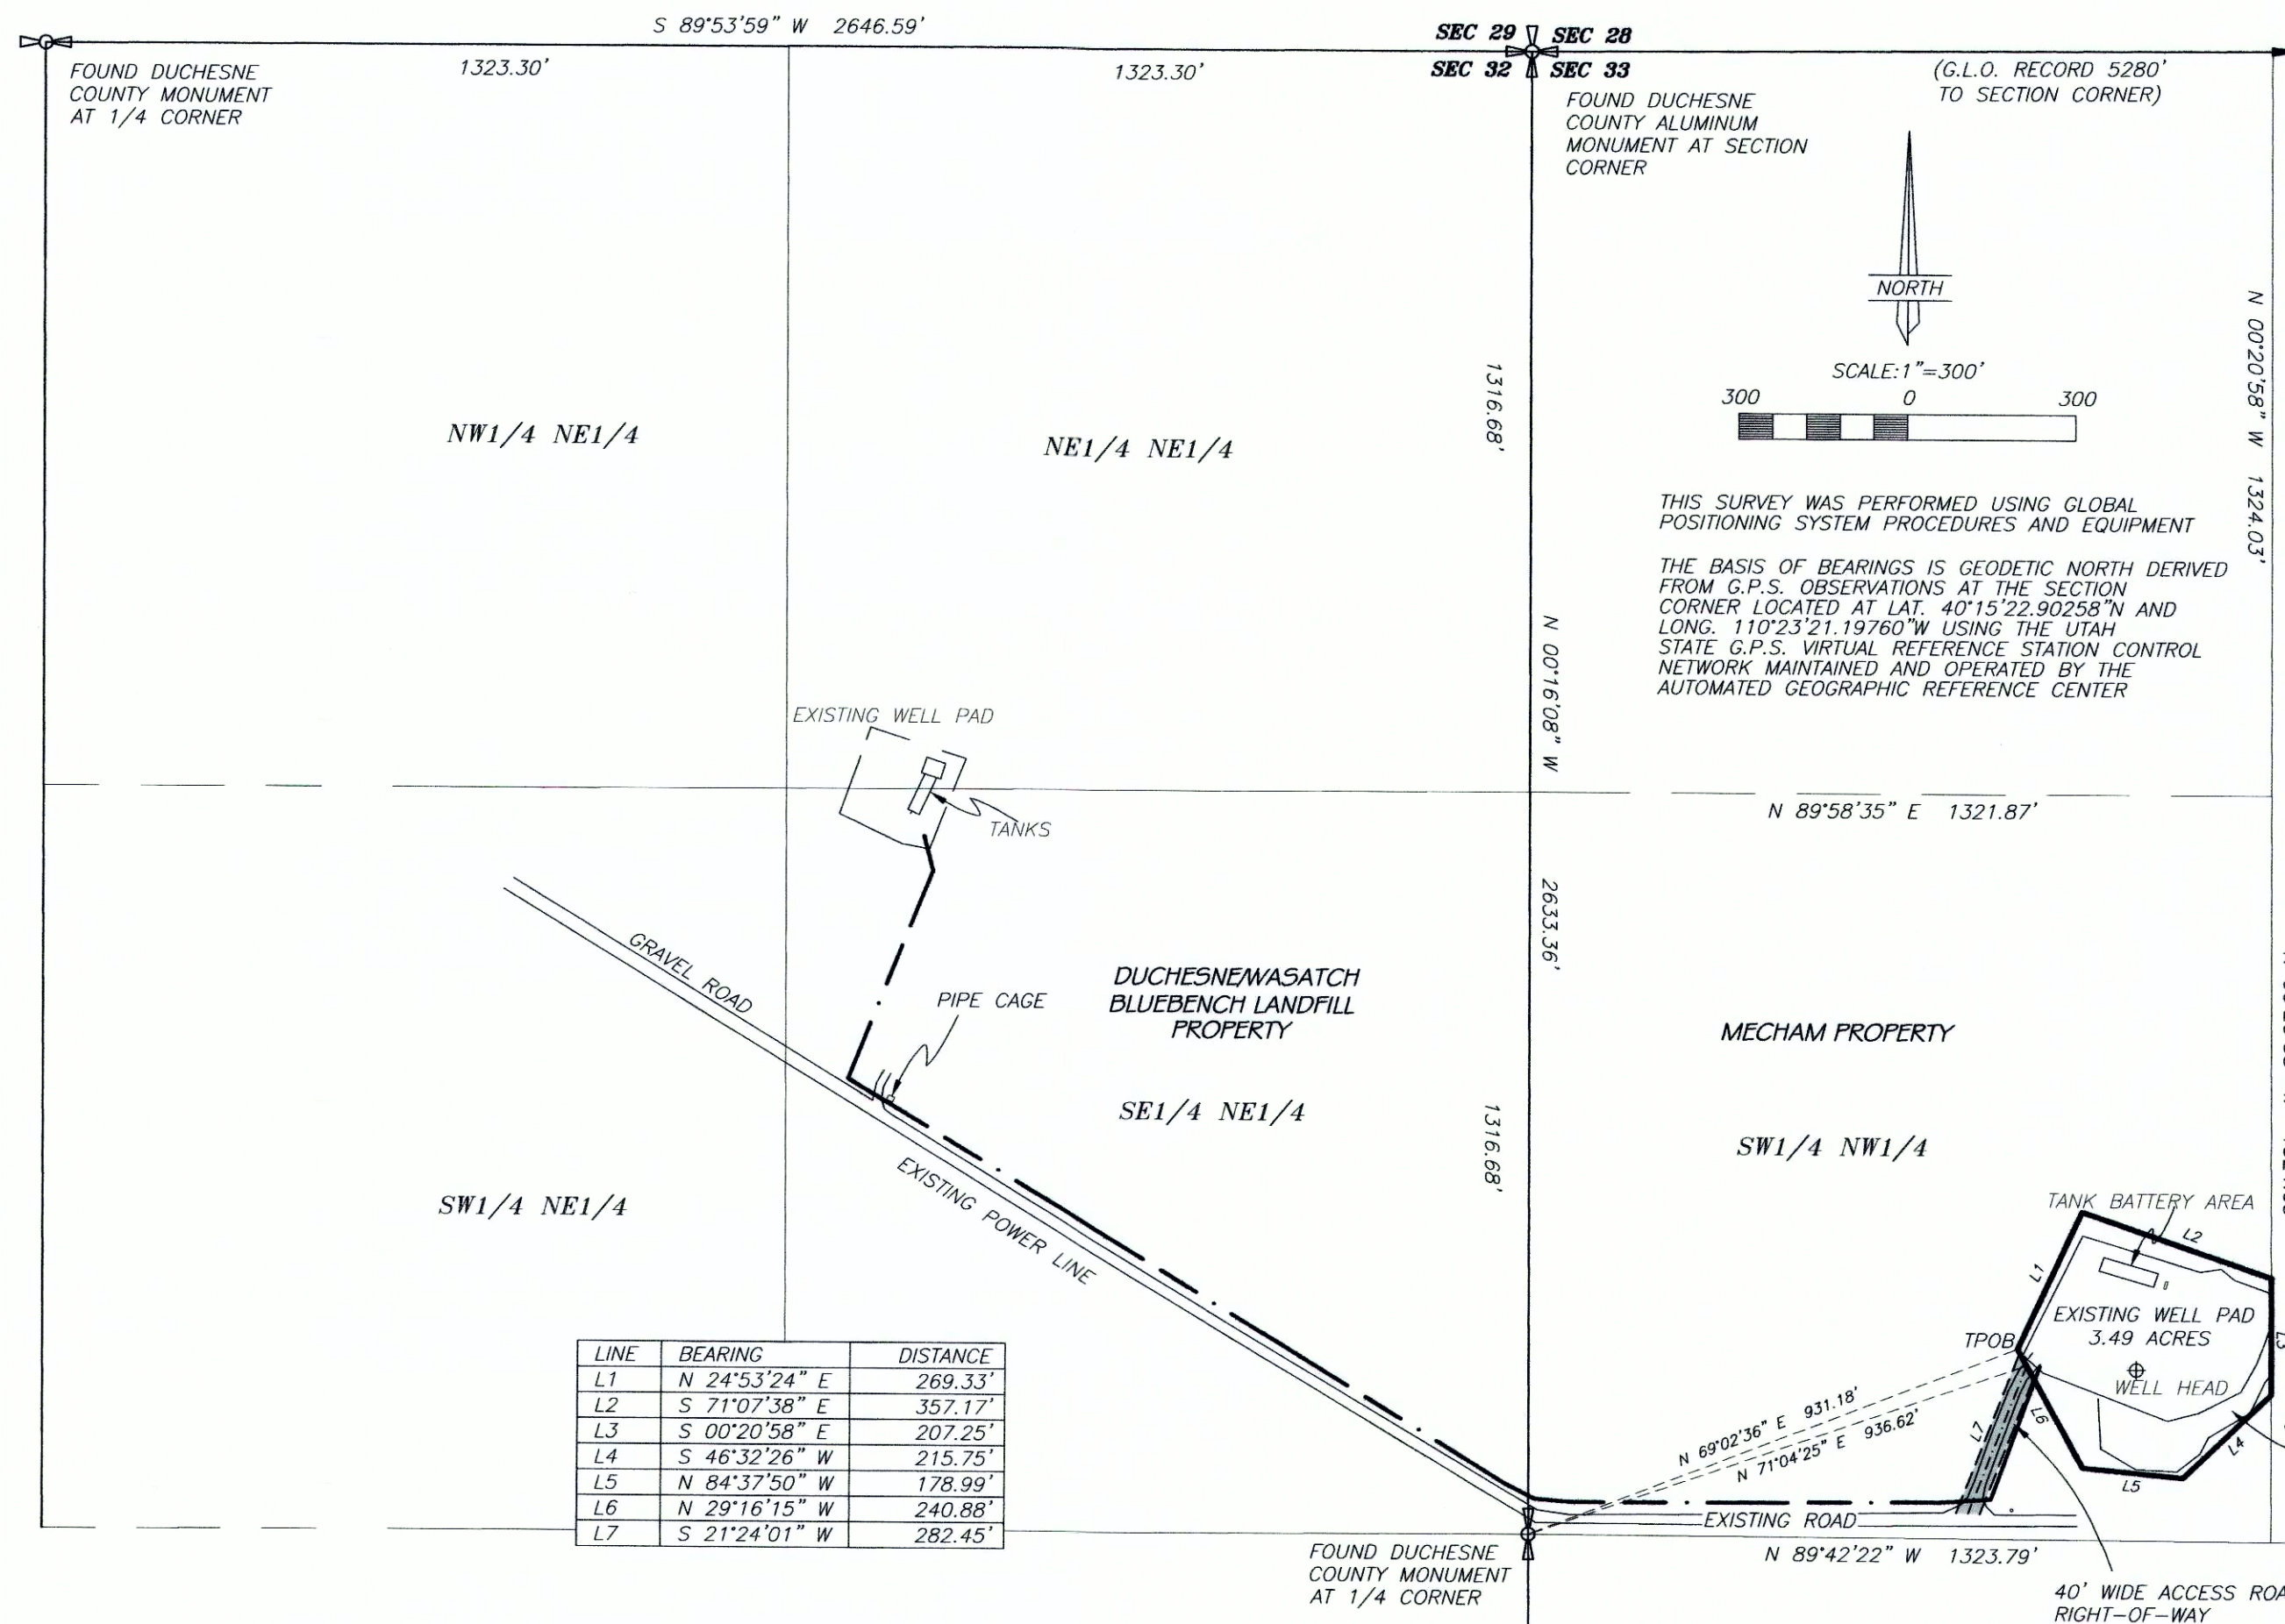 S 89°53'59" W 2646.59'
SEC 29 SEC 28
SEC 32 SEC 33
1323.30'
1323.30'
FOUND DUCHESNE
COUNTY MONUMENT
AT 1/4 CORNER
FOUND DUCHESNE
COUNTY ALUMINUM
MONUMENT AT SECTION
CORNER
(G.L.O. RECORD 5280'
TO SECTION CORNER)
NORTH
SCALE:1"=300'
300 0 300
N 00°20'58" W 1324.03'
1316.68'
NW1/4 NE1/4
NE1/4 NE1/4
THIS SURVEY WAS PERFORMED USING GLOBAL
POSITIONING SYSTEM PROCEDURES AND EQUIPMENT
THE BASIS OF BEARINGS IS GEODETIC NORTH DERIVED
FROM G.P.S. OBSERVATIONS AT THE SECTION
CORNER LOCATED AT LAT. 40°15'22.90258"N AND
LONG. 110°23'21.19760"W USING THE UTAH
STATE G.P.S. VIRTUAL REFERENCE STATION CONTROL
NETWORK MAINTAINED AND OPERATED BY THE
AUTOMATED GEOGRAPHIC REFERENCE CENTER
N 00°16'08" W 2633.36'
EXISTING WELL PAD
TANKS
N 89°58'35" E 1321.87'
GRAVEL ROAD
PIPE CAGE
DUCHESNE/WASATCH
BLUEBENCH LANDFILL
PROPERTY
MECHAM PROPERTY
SE1/4 NE1/4
1316.68'
SW1/4 NW1/4
SW1/4 NE1/4
EXISTING POWER LINE
TANK BATTERY AREA
L1
L2
L3
L4
L5
L6
L7
EXISTING WELL PAD
3.49 ACRES
WELL HEAD
TPOB
N 69°02'36" E 931.18'
N 71°04'25" E 936.62'
LINE BEARING DISTANCE
L1 N 24°53'24" E 269.33'
L2 S 71°07'38" E 357.17'
L3 S 00°20'58" E 207.25'
L4 S 46°32'26" W 215.75'
L5 N 84°37'50" W 178.99'
L6 N 29°16'15" W 240.88'
L7 S 21°24'01" W 282.45'
EXISTING ROAD
N 89°42'22" W 1323.79'
FOUND DUCHESNE
COUNTY MONUMENT
AT 1/4 CORNER
40' WIDE ACCESS ROA
RIGHT-OF-WAY